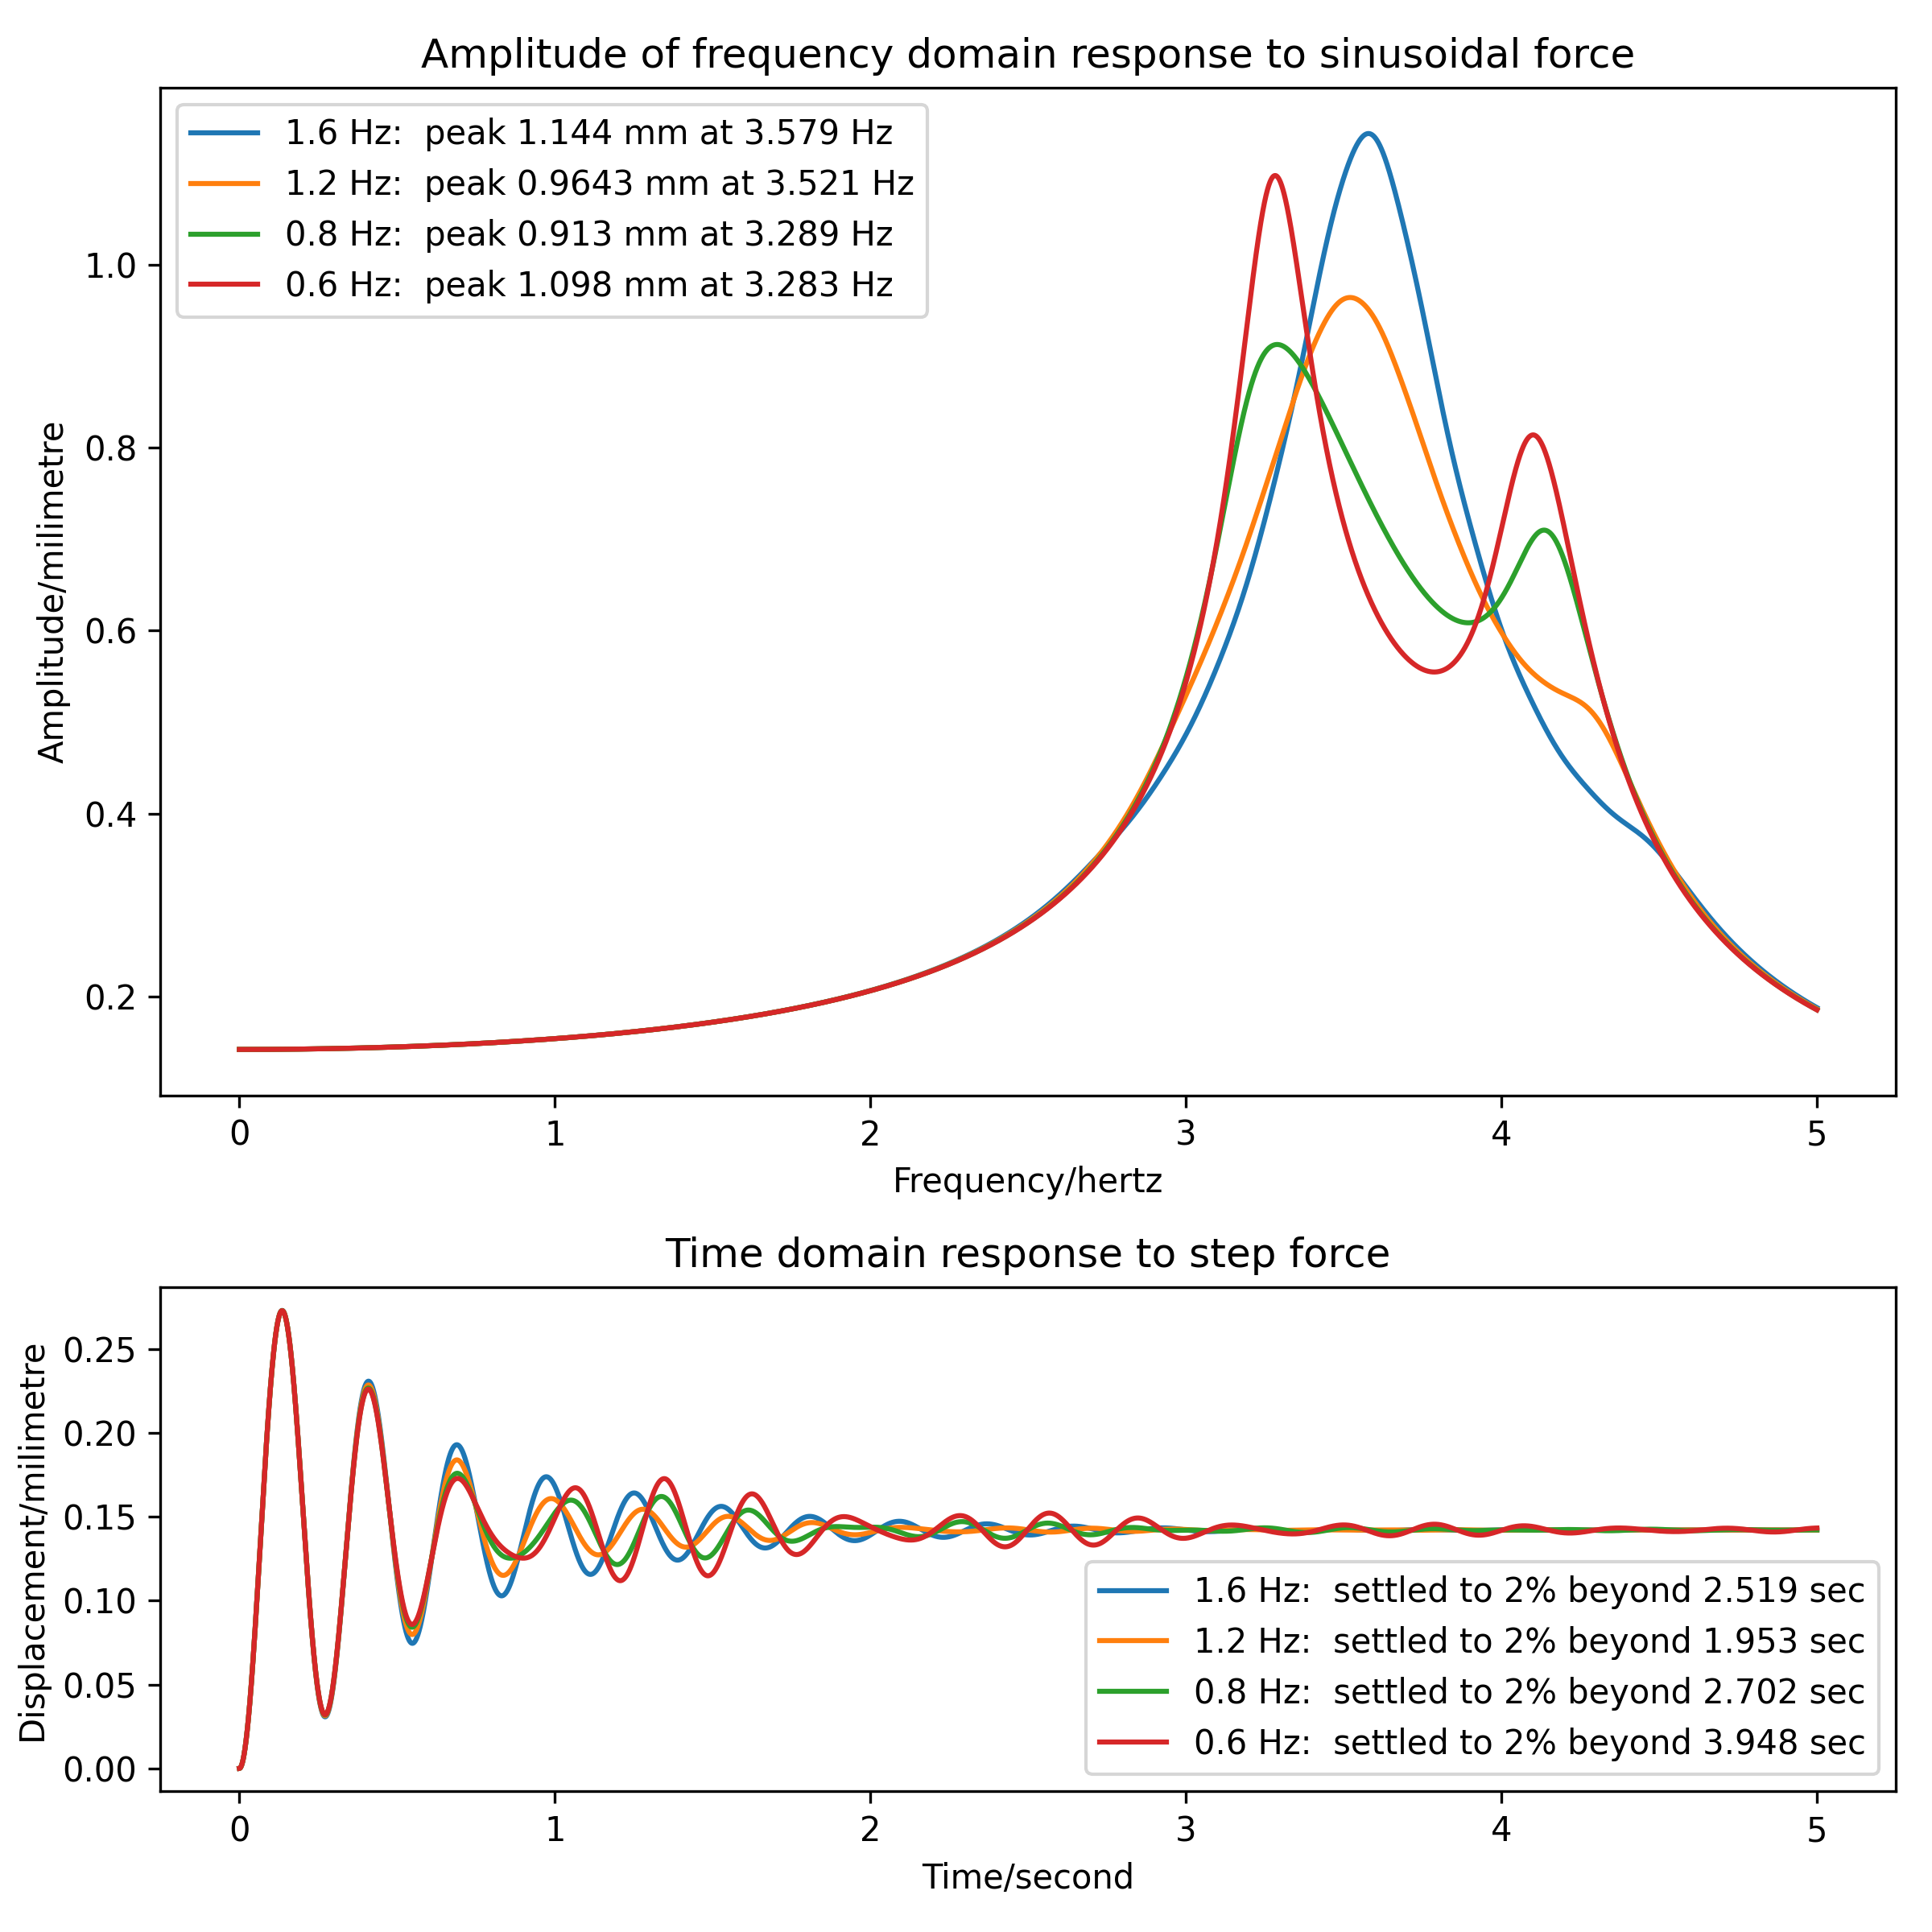 Amplitude of frequency domain response to sinusoidal force
1.6 Hz:  peak 1.144 mm at 3.579 Hz
1.2 Hz:  peak 0.9643 mm at 3.521 Hz
0.8 Hz:  peak 0.913 mm at 3.289 Hz
0.6 Hz:  peak 1.098 mm at 3.283 Hz
Amplitude/milimetre
1.0
0.8
0.6
0.4
0.2
0 1 2 3 4 5
Frequency/hertz
Time domain response to step force
Displacement/milimetre
0.25
0.20
0.15
0.10
0.05
0.00
1.6 Hz:  settled to 2% beyond 2.519 sec
1.2 Hz:  settled to 2% beyond 1.953 sec
0.8 Hz:  settled to 2% beyond 2.702 sec
0.6 Hz:  settled to 2% beyond 3.948 sec
0 1 2 3 4 5
Time/second